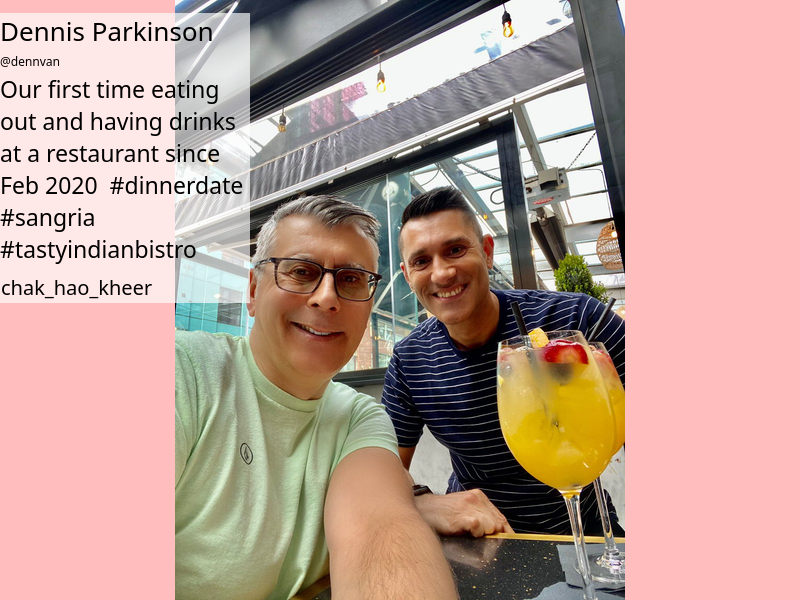 Dennis Parkinson
@dennvan
Our first time eating
out and having drinks
at a restaurant since
Feb 2020  #dinnerdate
#sangria
#tastyindianbistro
chak_hao_kheer